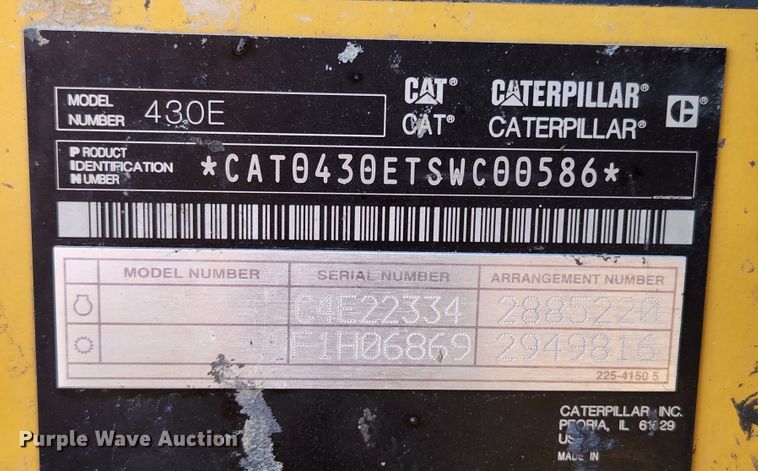 MODEL
NUMBER 430E
CAT® CATERPILLAR®
CAT® CATERPILLAR® C®
PRODUCT
IDENTIFICATION
NUMBER
*CAT0430ETSWC00586*
MODEL NUMBER SERIAL NUMBER ARRANGEMENT NUMBER
C4E22334 2885220
F1H06869 2949816
225-4150 5
CATERPILLAR INC.
PEORIA, IL 61629
MADE IN
Purple Wave Auction